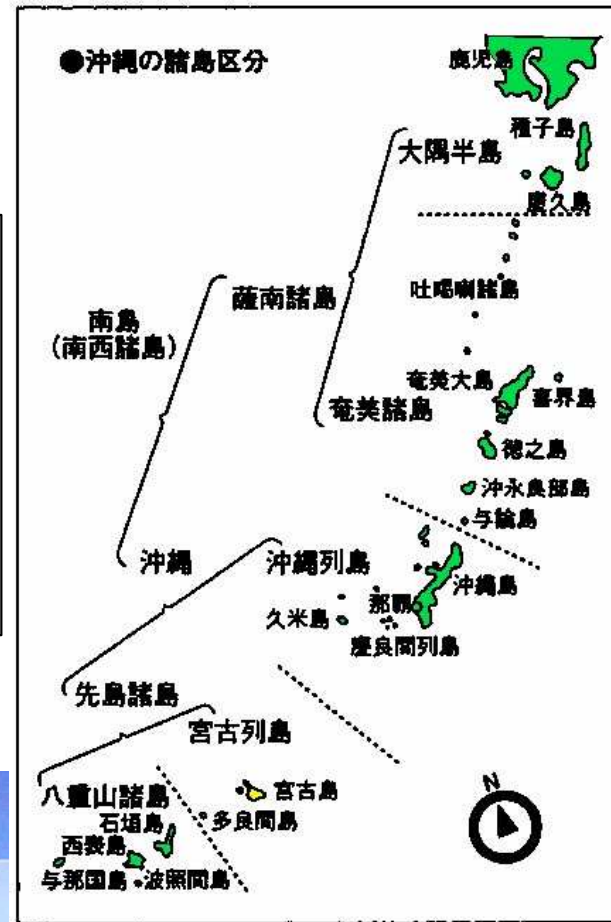 ●沖縄の諸島区分
鹿児島
種子島
大隅半島
屋久島
薩南諸島
吐噶喇諸島
南島
(南西諸島)
奄美大島
喜界島
奄美諸島
徳之島
沖永良部島
与論島
沖縄
沖縄列島
沖縄島
那覇
久米島
慶良間列島
先島諸島
宮古列島
八重山諸島
宮古島
石垣島
多良間島
西表島
与那国島
波照間島
N